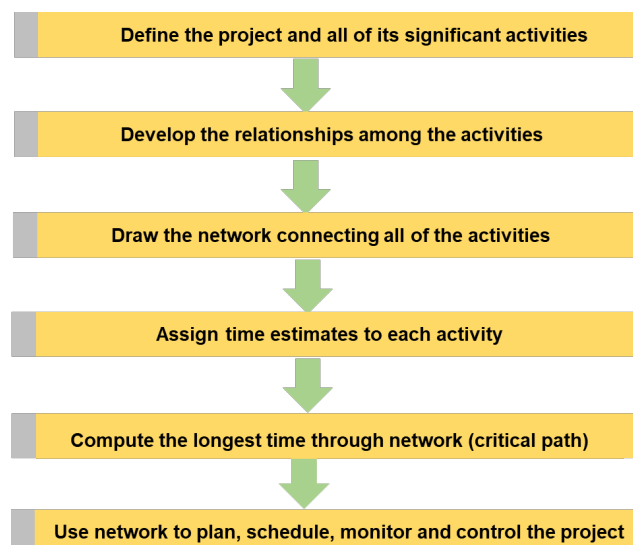 Define the project and all of its significant activities
Develop the relationships among the activities
Draw the network connecting all of the activities
Assign time estimates to each activity
Compute the longest time through network (critical path)
Use network to plan, schedule, monitor and control the project